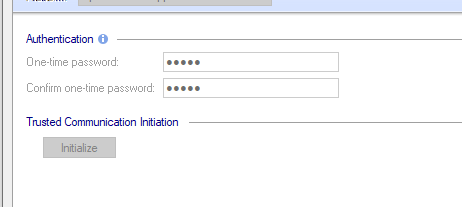 Authentication
One-time password:
•••••
Confirm one-time password:
•••••
Trusted Communication Initiation
Initialize